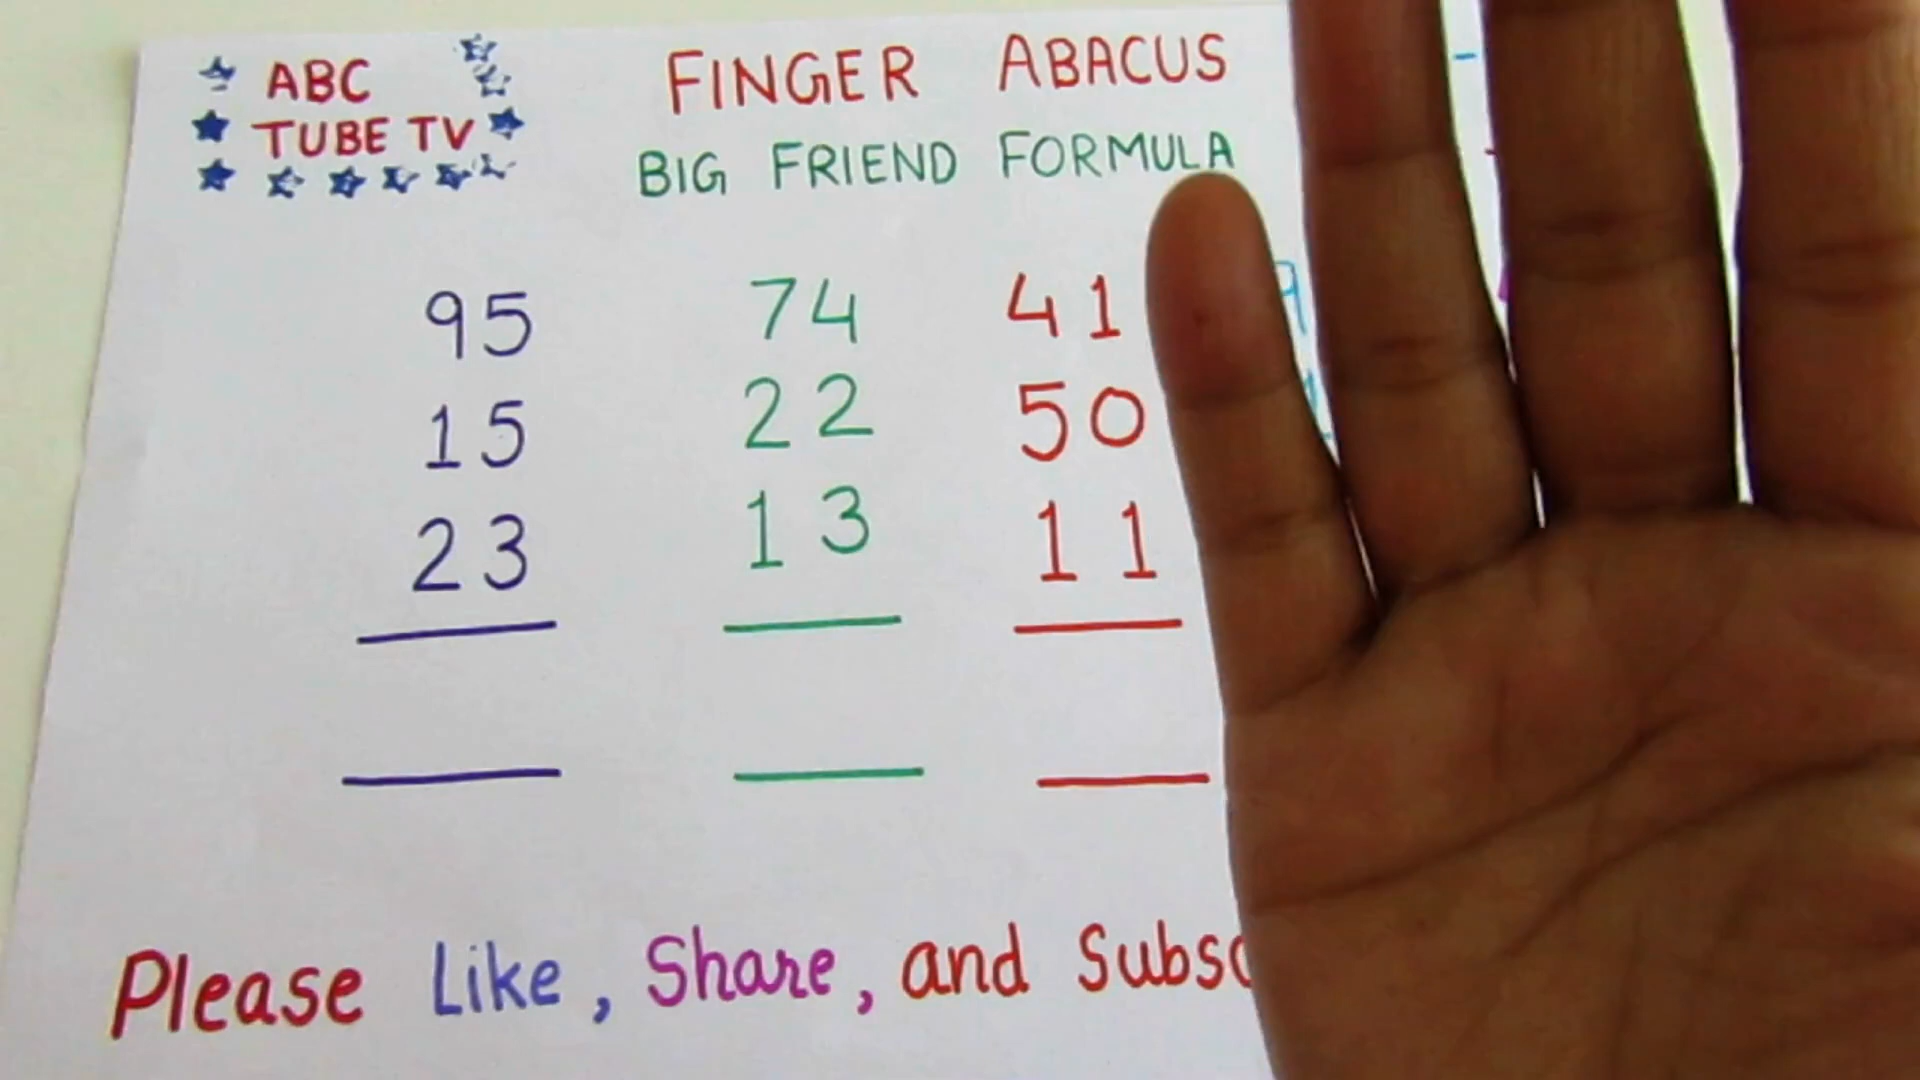 ABC
TUBE TV
FINGER ABACUS
BIG FRIEND FORMULA
95 74 41
15 22 50
23 13 11
Please Like, Share, and